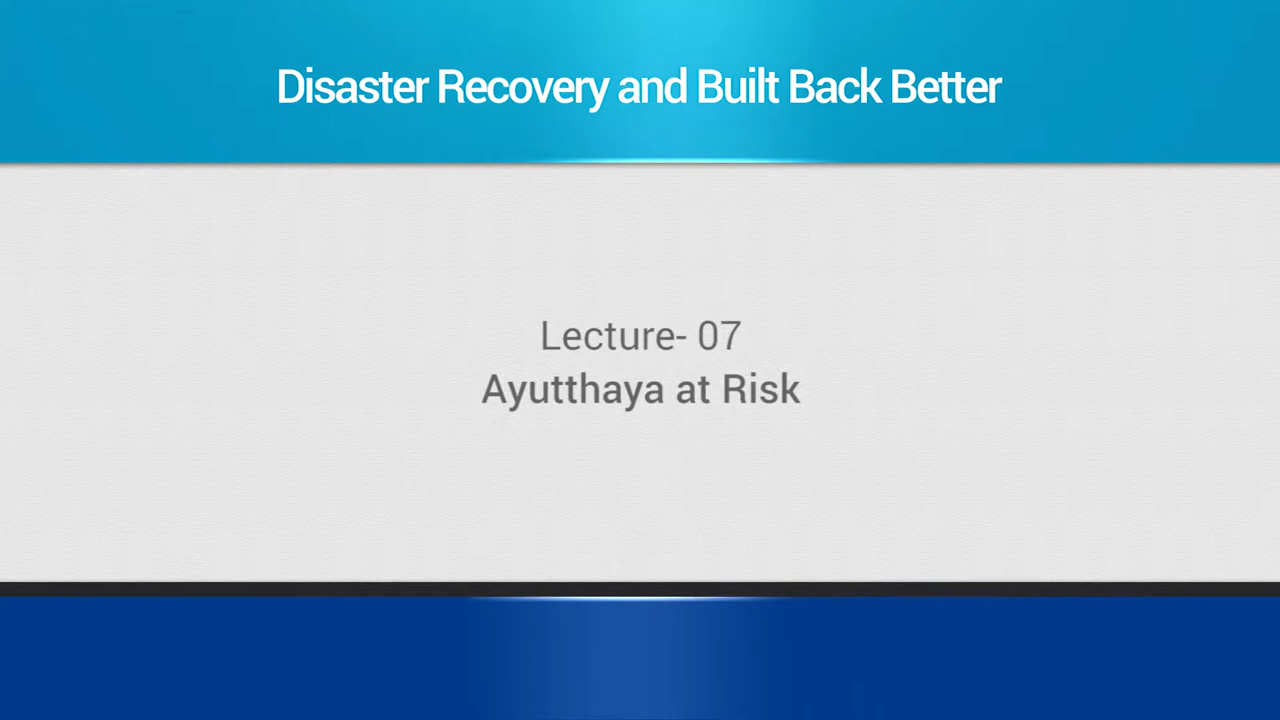 Disaster Recovery and Built Back Better
Lecture- 07
Ayutthaya at Risk